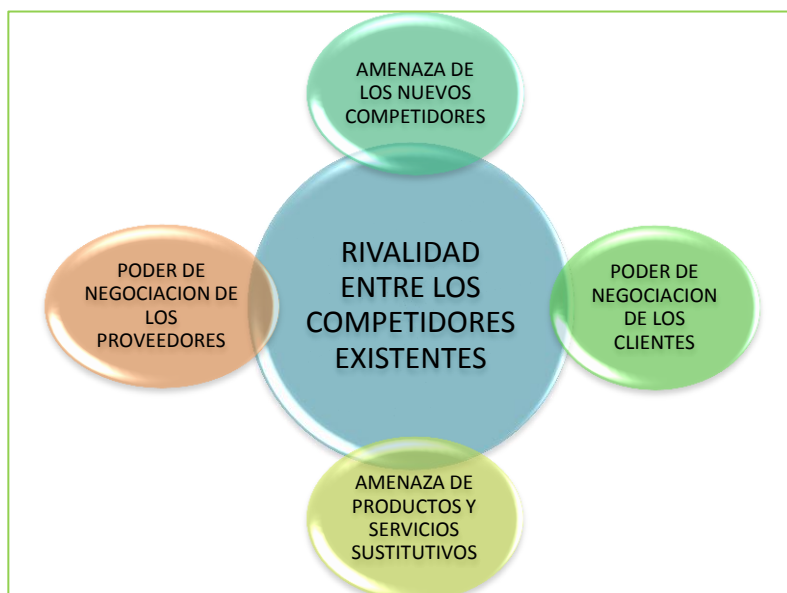 AMENAZA DE
LOS NUEVOS
COMPETIDORES
RIVALIDAD
ENTRE LOS
COMPETIDORES
EXISTENTES
PODER DE
NEGOCIACION DE
LOS
PROVEEDORES
PODER DE
NEGOCIACION
DE LOS
CLIENTES
AMENAZA DE
PRODUCTOS Y
SERVICIOS
SUSTITUTIVOS